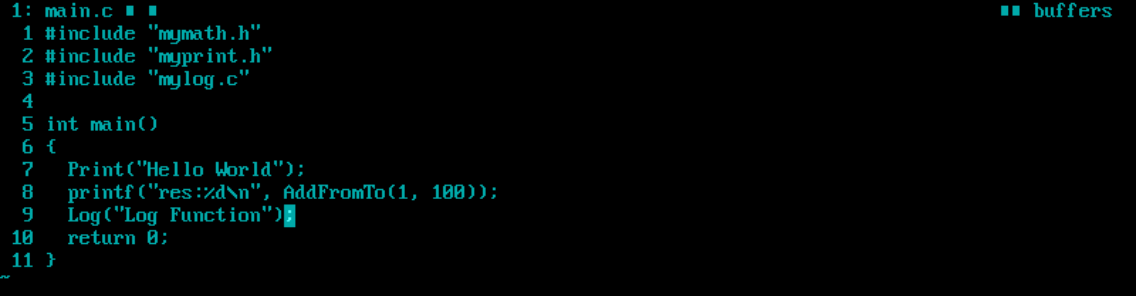 1: main.c buffers
1 #include "mymath.h"
2 #include "myprint.h"
3 #include "mylog.c"
4
5 int main()
6 {
7   Print("Hello World");
8   printf("res:%d\n", AddFromTo(1, 100));
9   Log("Log Function");
10   return 0;
11 }
~